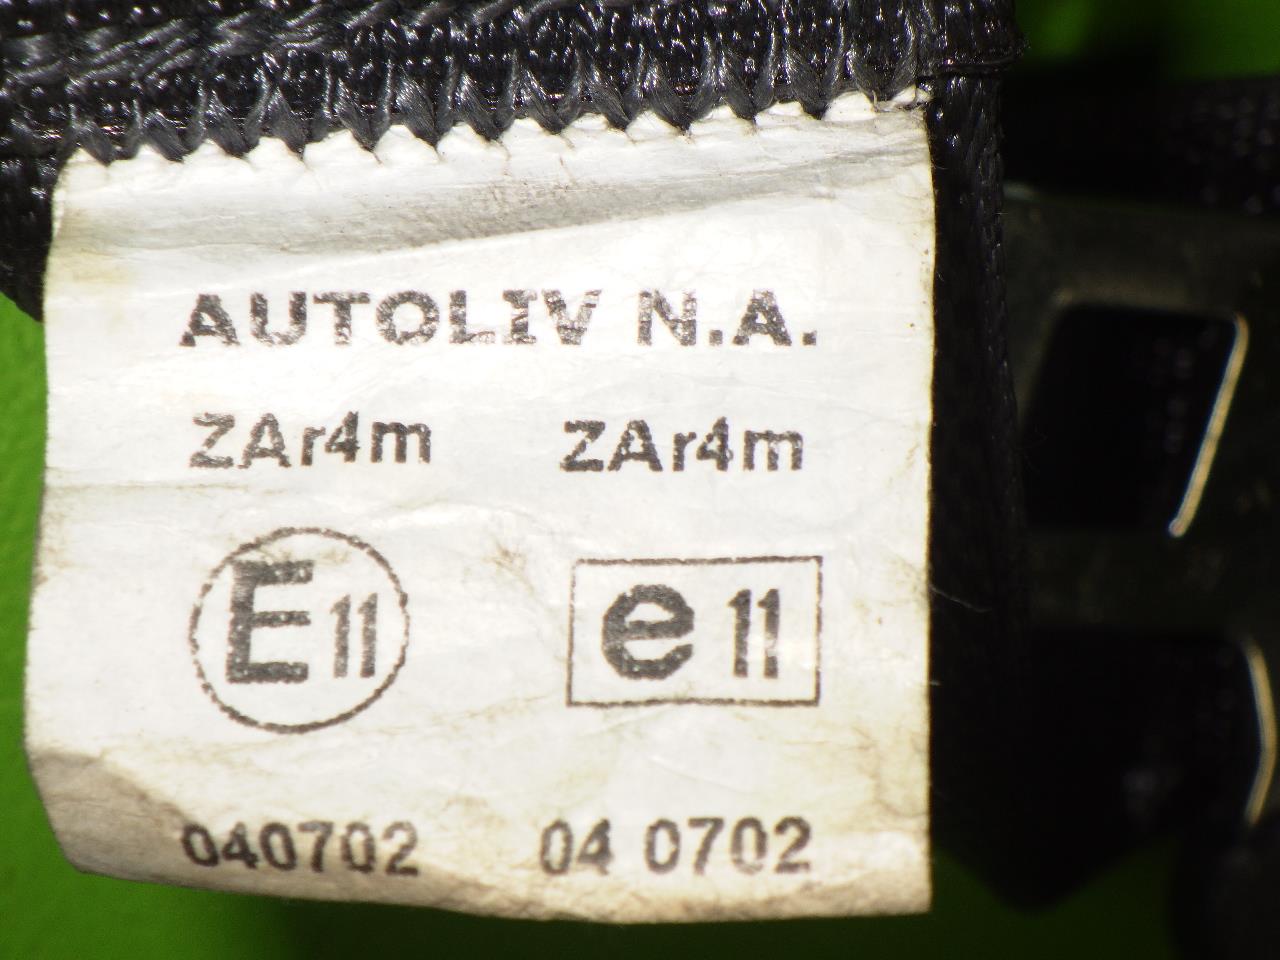 AUTOLIV N.A.
ZAr4m ZAr4m
E11 e11
040702 04 0702